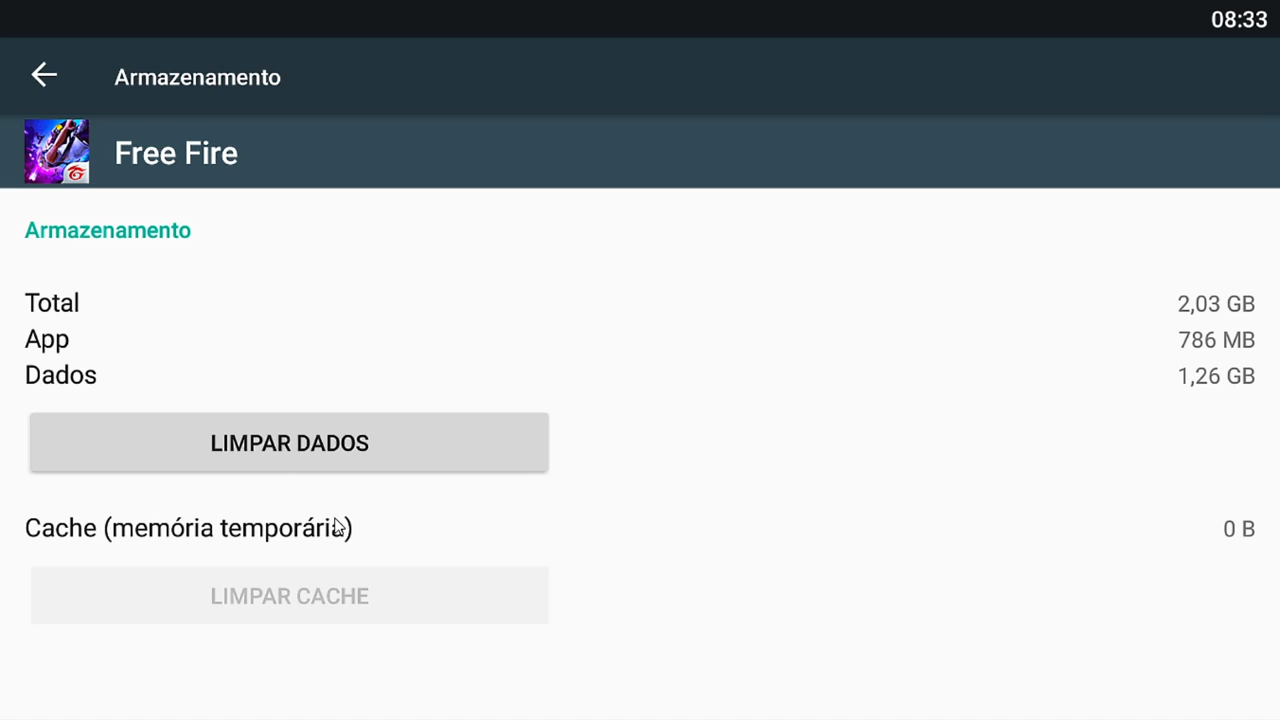 08:33
Armazenamento
Free Fire
Armazenamento
Total 2,03 GB
App 786 MB
Dados 1,26 GB
LIMPAR DADOS
Cache (memória temporária) 0 B
LIMPAR CACHE